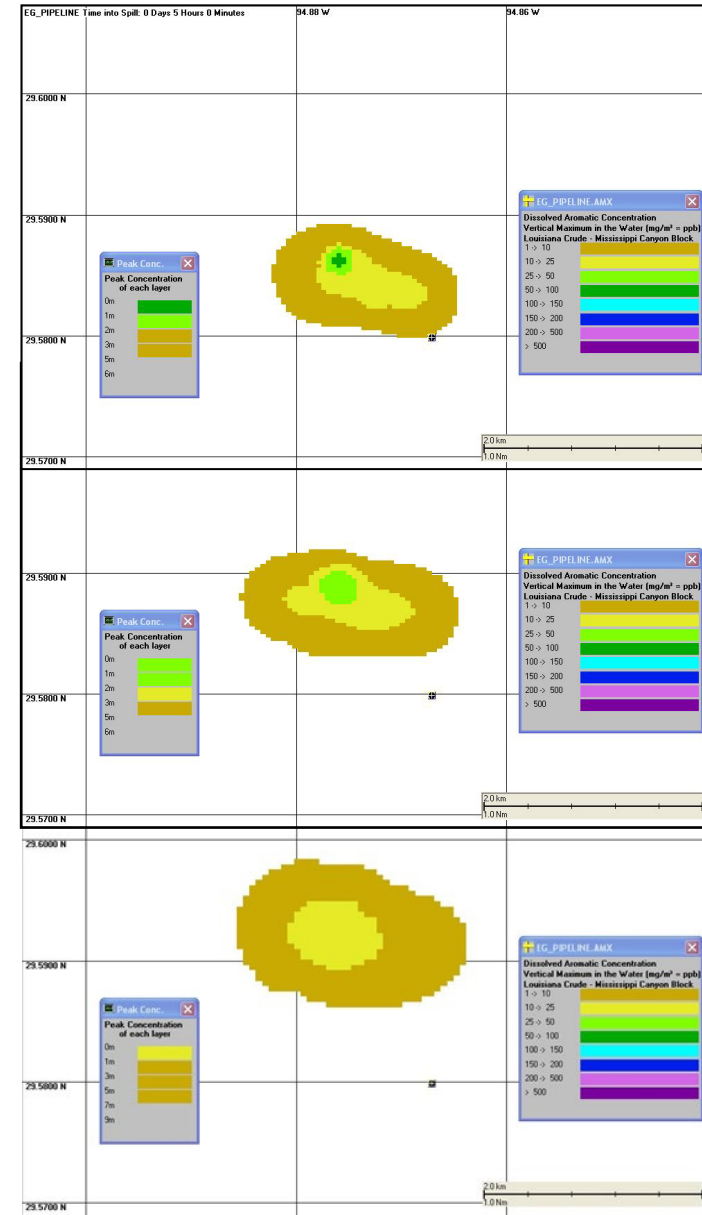 EG_PIPELINE Time into Spill: 0 Days 5 Hours 0 Minutes
94.88 W
94.86 W
29.6000 N
29.5900 N
29.5800 N
29.5700 N
Peak Conc.
Peak Concentration
of each layer
0m
1m
2m
3m
5m
6m
EG_PIPELINE.AMX
Dissolved Aromatic Concentration
Vertical Maximum in the Water (mg/m³ = ppb)
Louisiana Crude - Mississippi Canyon Block
1 -> 10
10 -> 25
25 -> 50
50 -> 100
100 -> 150
150 -> 200
200 -> 500
> 500
2.0 km
1.0 Nm
29.5900 N
29.5800 N
29.5700 N
Peak Conc.
Peak Concentration
of each layer
0m
1m
2m
3m
5m
6m
EG_PIPELINE.AMX
Dissolved Aromatic Concentration
Vertical Maximum in the Water (mg/m³ = ppb)
Louisiana Crude - Mississippi Canyon Block
1 -> 10
10 -> 25
25 -> 50
50 -> 100
100 -> 150
150 -> 200
200 -> 500
> 500
2.0 km
1.0 Nm
29.6000 N
29.5900 N
29.5800 N
29.5700 N
Peak Conc.
Peak Concentration
of each layer
0m
1m
3m
5m
7m
9m
EG_PIPELINE.AMX
Dissolved Aromatic Concentration
Vertical Maximum in the Water (mg/m³ = ppb)
Louisiana Crude - Mississippi Canyon Block
1 -> 10
10 -> 25
25 -> 50
50 -> 100
100 -> 150
150 -> 200
200 -> 500
> 500
2.0 km
1.0 Nm